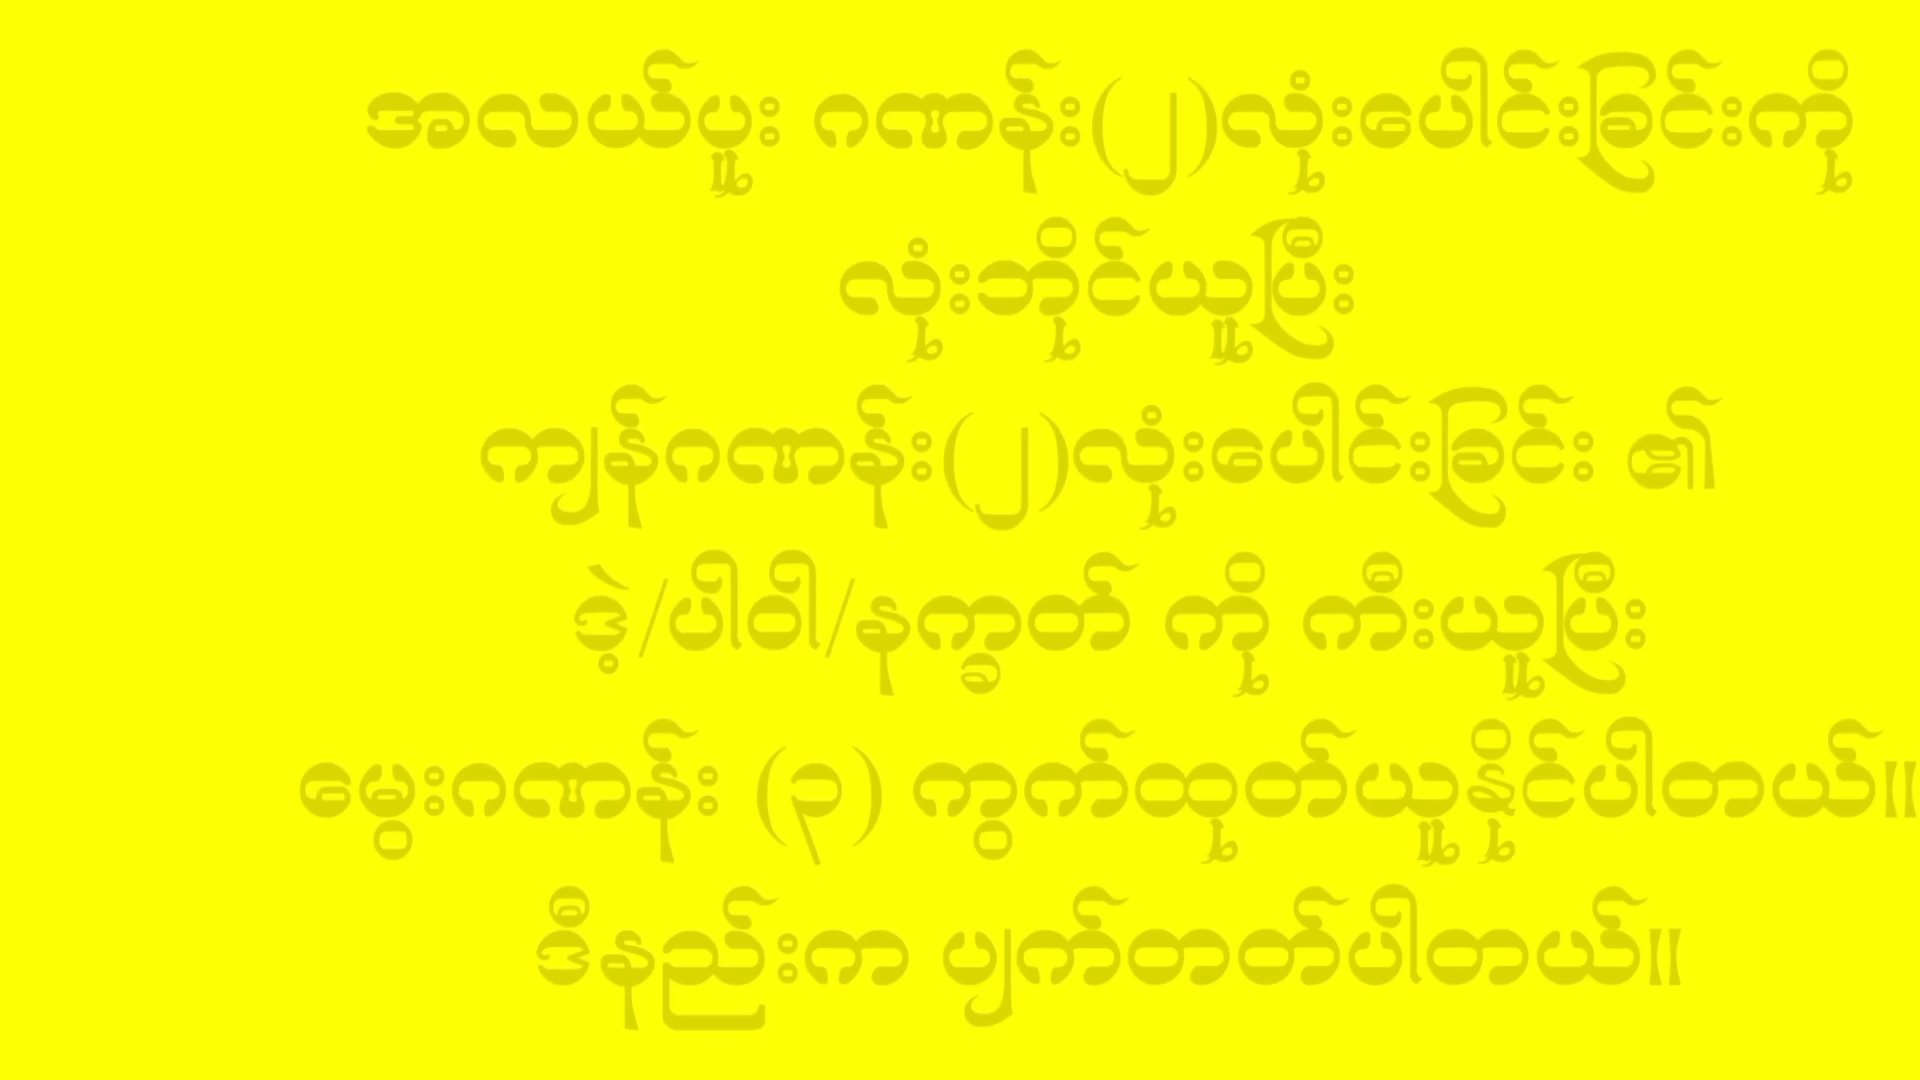 အလယ်ပူး ဂဏန်း(၂)လုံးပေါင်းခြင်းကို
လုံးဘိုင်ယူပြီး
ကျန်ဂဏန်း(၂)လုံးပေါင်းခြင်း ၏
ဒဲ့/ပါဝါ/နက္ခတ် ကို ကီးယူပြီး
မွေးဂဏန်း (၃) ကွက်ထုတ်ယူနိုင်ပါတယ်။
ဒီနည်းက ပျက်တတ်ပါတယ်။